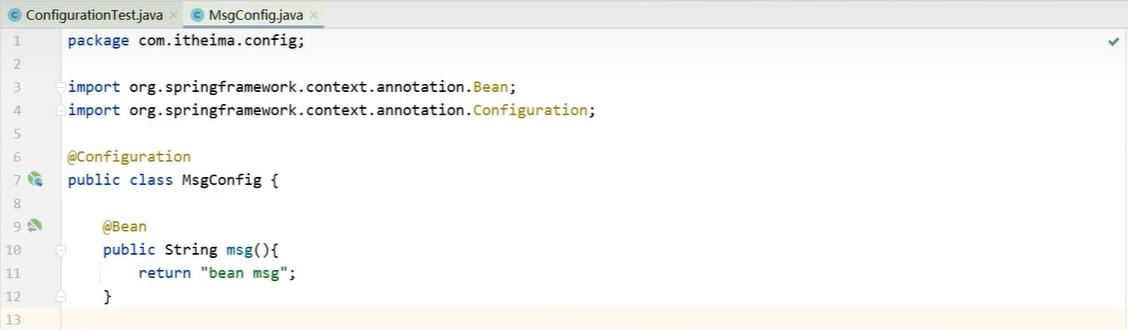 ConfigurationTest.java × MsgConfig.java ×
1 package com.itheima.config;
2
3 import org.springframework.context.annotation.Bean;
4 import org.springframework.context.annotation.Configuration;
5
6 @Configuration
7 public class MsgConfig {
8
9 @Bean
10 public String msg(){
11 return "bean msg";
12 }
13